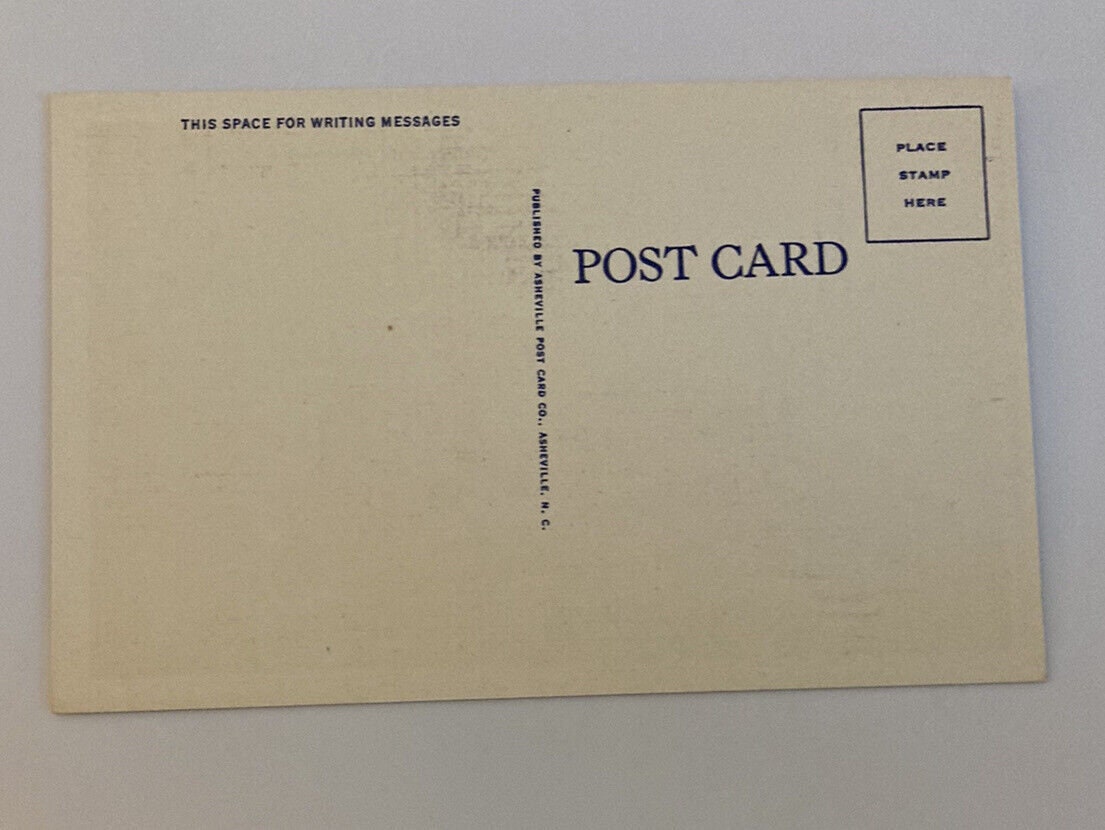 THIS SPACE FOR WRITING MESSAGES
PUBLISHED BY ASHEVILLE POST CARD CO., ASHEVILLE, N. C.
POST CARD
PLACE
STAMP
HERE